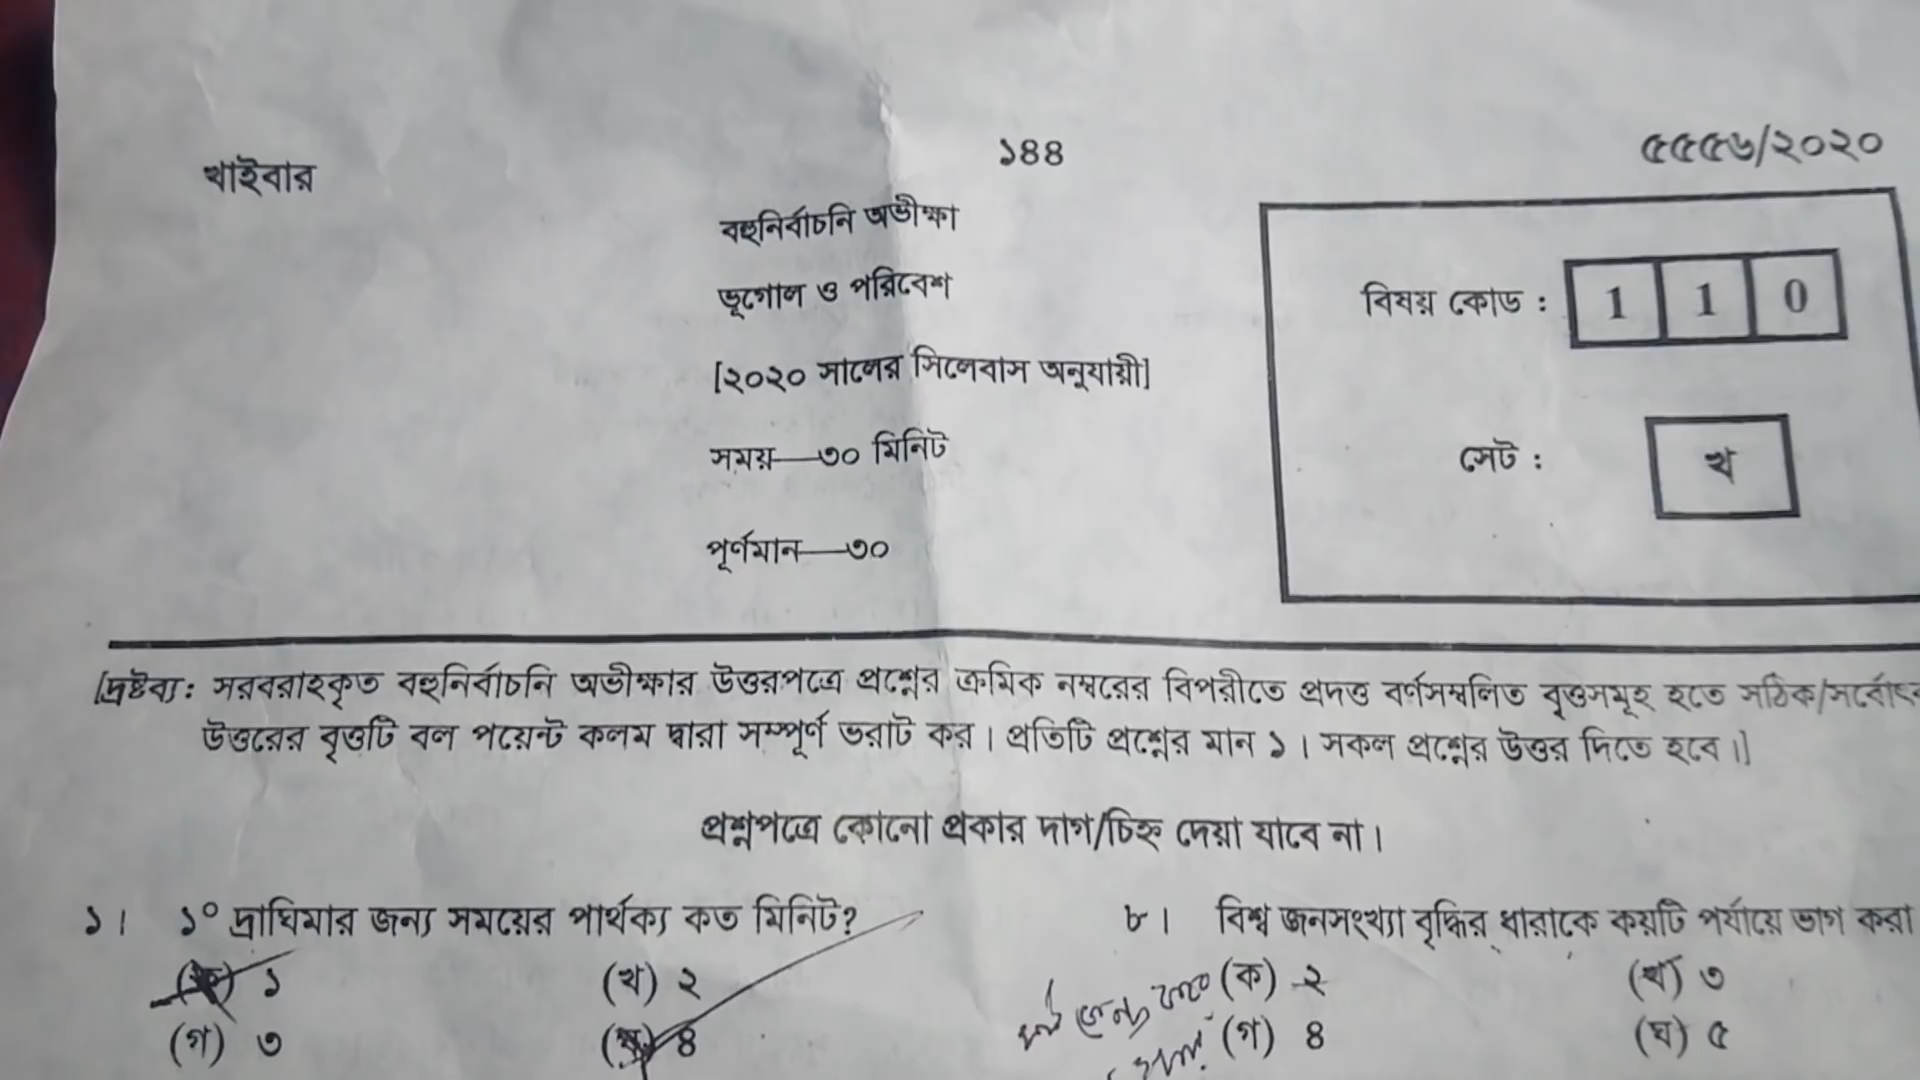 খাইবার
১৪৪
৫৫৫৬/২০২০
বহুনির্বাচনি অভীক্ষা
ভূগোল ও পরিবেশ
[২০২০ সালের সিলেবাস অনুযায়ী]
সময়—৩০ মিনিট
পূর্ণমান—৩০
বিষয় কোড : 1 1 0
সেট : খ
[দ্রষ্টব্য: সরবরাহকৃত বহুনির্বাচনি অভীক্ষার উত্তরপত্রে প্রশ্নের ক্রমিক নম্বরের বিপরীতে প্রদত্ত বর্ণসম্বলিত বৃত্তসমূহ হতে
উত্তরের বৃত্তটি বল পয়েন্ট কলম দ্বারা সম্পূর্ণ ভরাট কর। প্রতিটি প্রশ্নের মান ১। সকল প্রশ্নের উত্তর দিতে হবে।]
প্রশ্নপত্রে কোনো প্রকার দাগ/চিহ্ন দেয়া যাবে না।
১। ১° দ্রাঘিমার জন্য সময়ের পার্থক্য কত মিনিট?
(ক) ১ (খ) ২
(গ) ৩ (ঘ) ৪
৮। বিশ্ব জনসংখ্যা বৃদ্ধির ধারাকে কয়টি পর্যায়ে ভাগ করা
(ক) ২ (খ) ৩
(গ) ৪ (ঘ) ৫